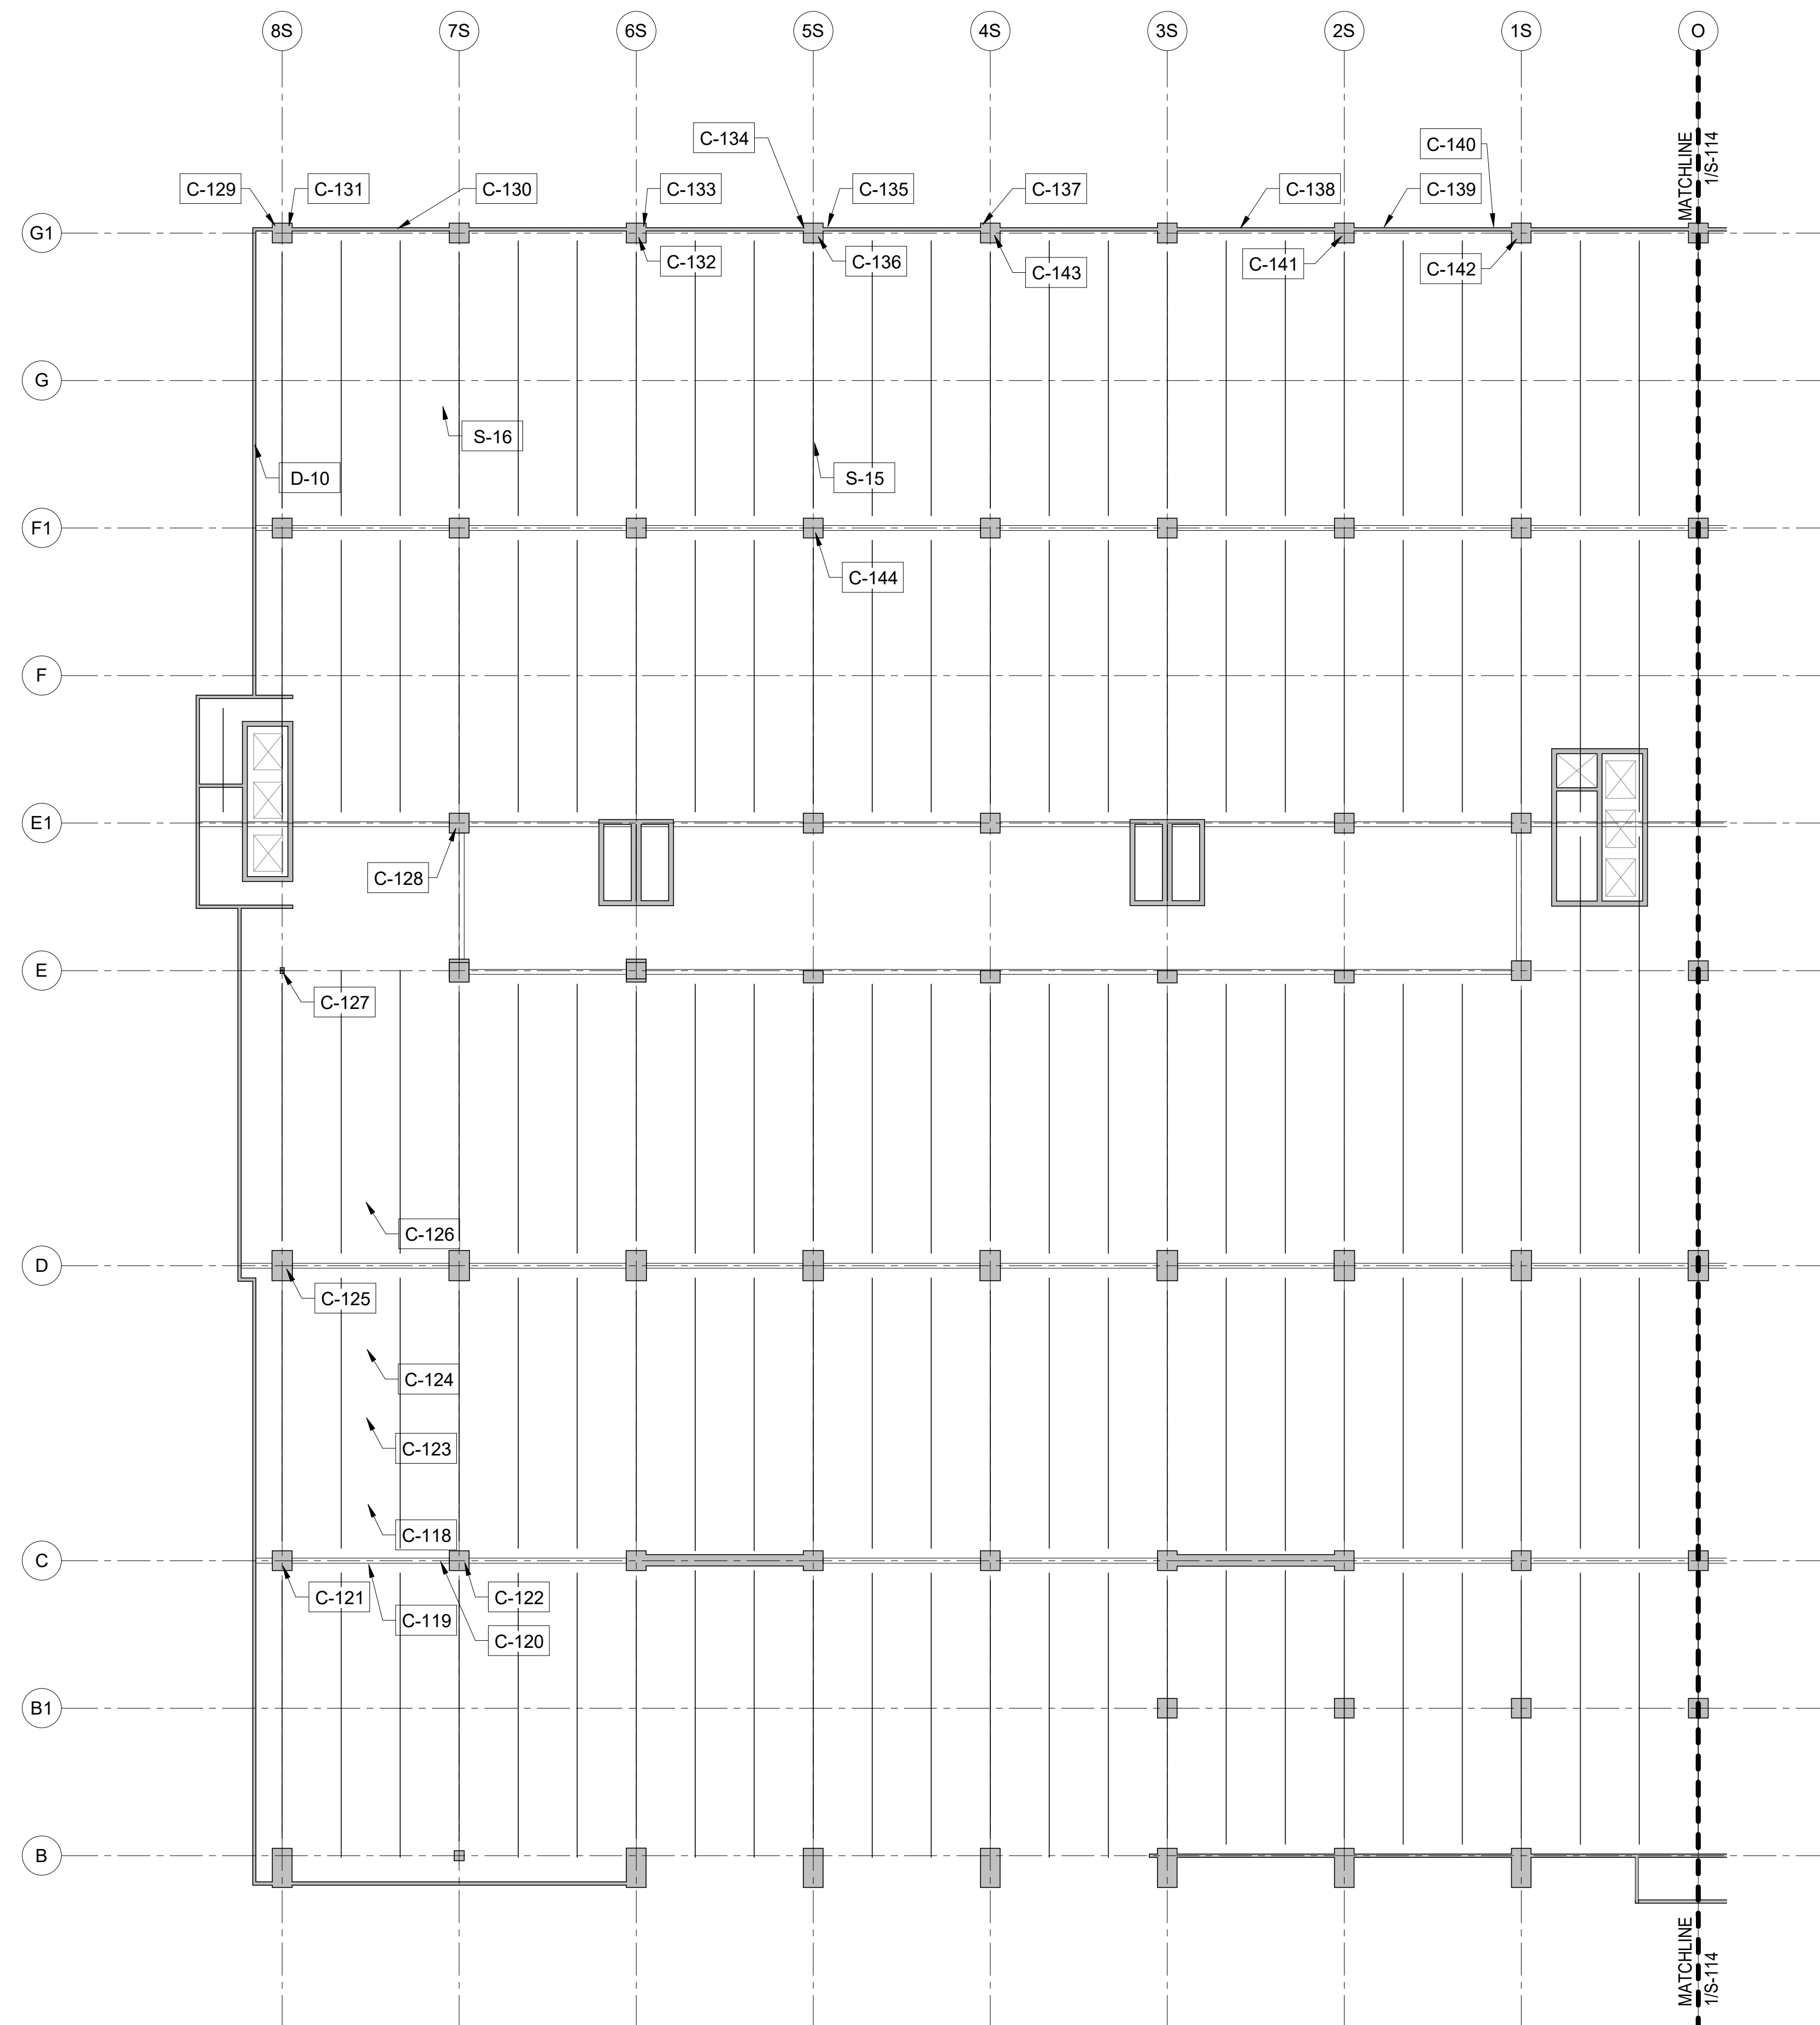 8S
7S
6S
5S
4S
3S
2S
1S
O
MATCHLINE
1/S-114
C-134
C-140
C-129
C-131
C-130
C-133
C-135
C-137
C-138
C-139
G1
C-132
C-136
C-143
C-141
C-142
G
S-16
D-10
S-15
F1
C-144
F
E1
C-128
E
C-127
C-126
D
C-125
C-124
C-123
C-118
C
C-121
C-122
C-119
C-120
B1
B
MATCHLINE
1/S-114